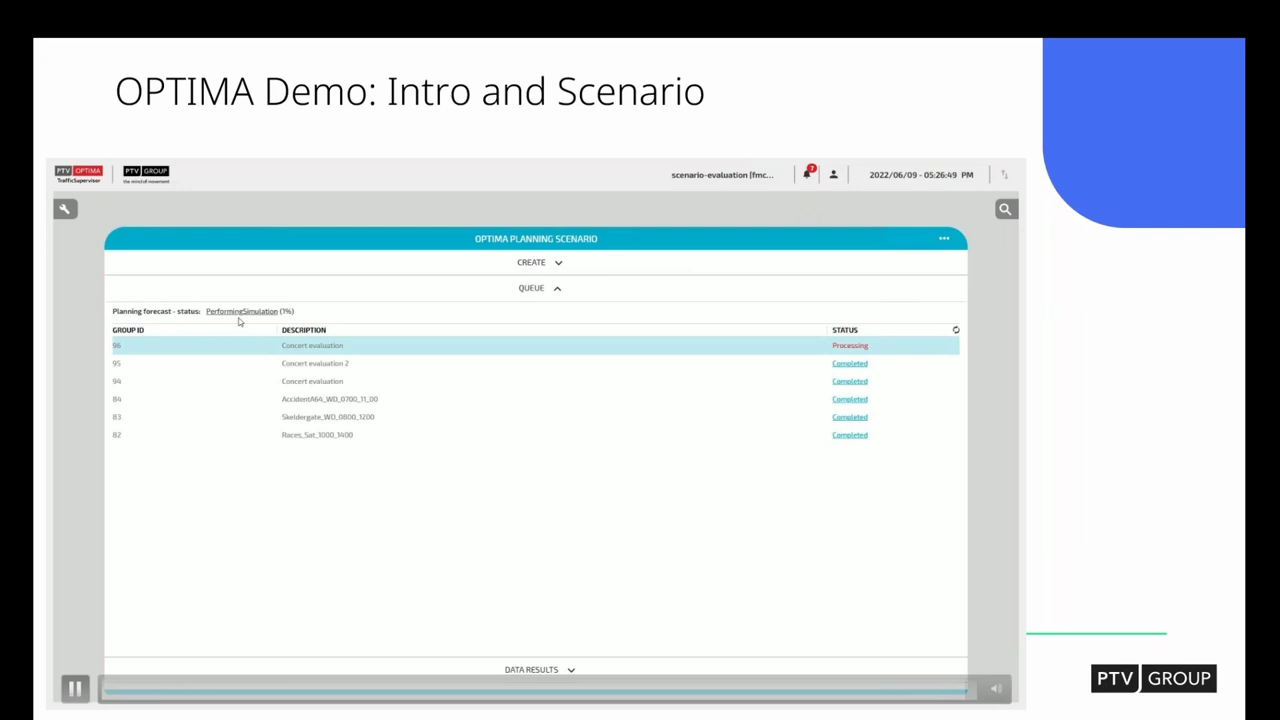 OPTIMA Demo: Intro and Scenario
PTV OPTIMA
TrafficSupervisor
PTV GROUP
the mind of movement
scenario-evaluation [fmc...
7
2022/06/09 - 05:26:49 PM
OPTIMA PLANNING SCENARIO
CREATE
QUEUE
Planning forecast - status: PerformingSimulation (1%)
GROUP ID DESCRIPTION STATUS
96 Concert evaluation Processing
95 Concert evaluation 2 Completed
94 Concert evaluation Completed
84 AccidentA64_WD_0700_11_00 Completed
83 Skeldergate_WD_0800_1200 Completed
82 Races_Sat_1000_1400 Completed
DATA RESULTS
PTV GROUP